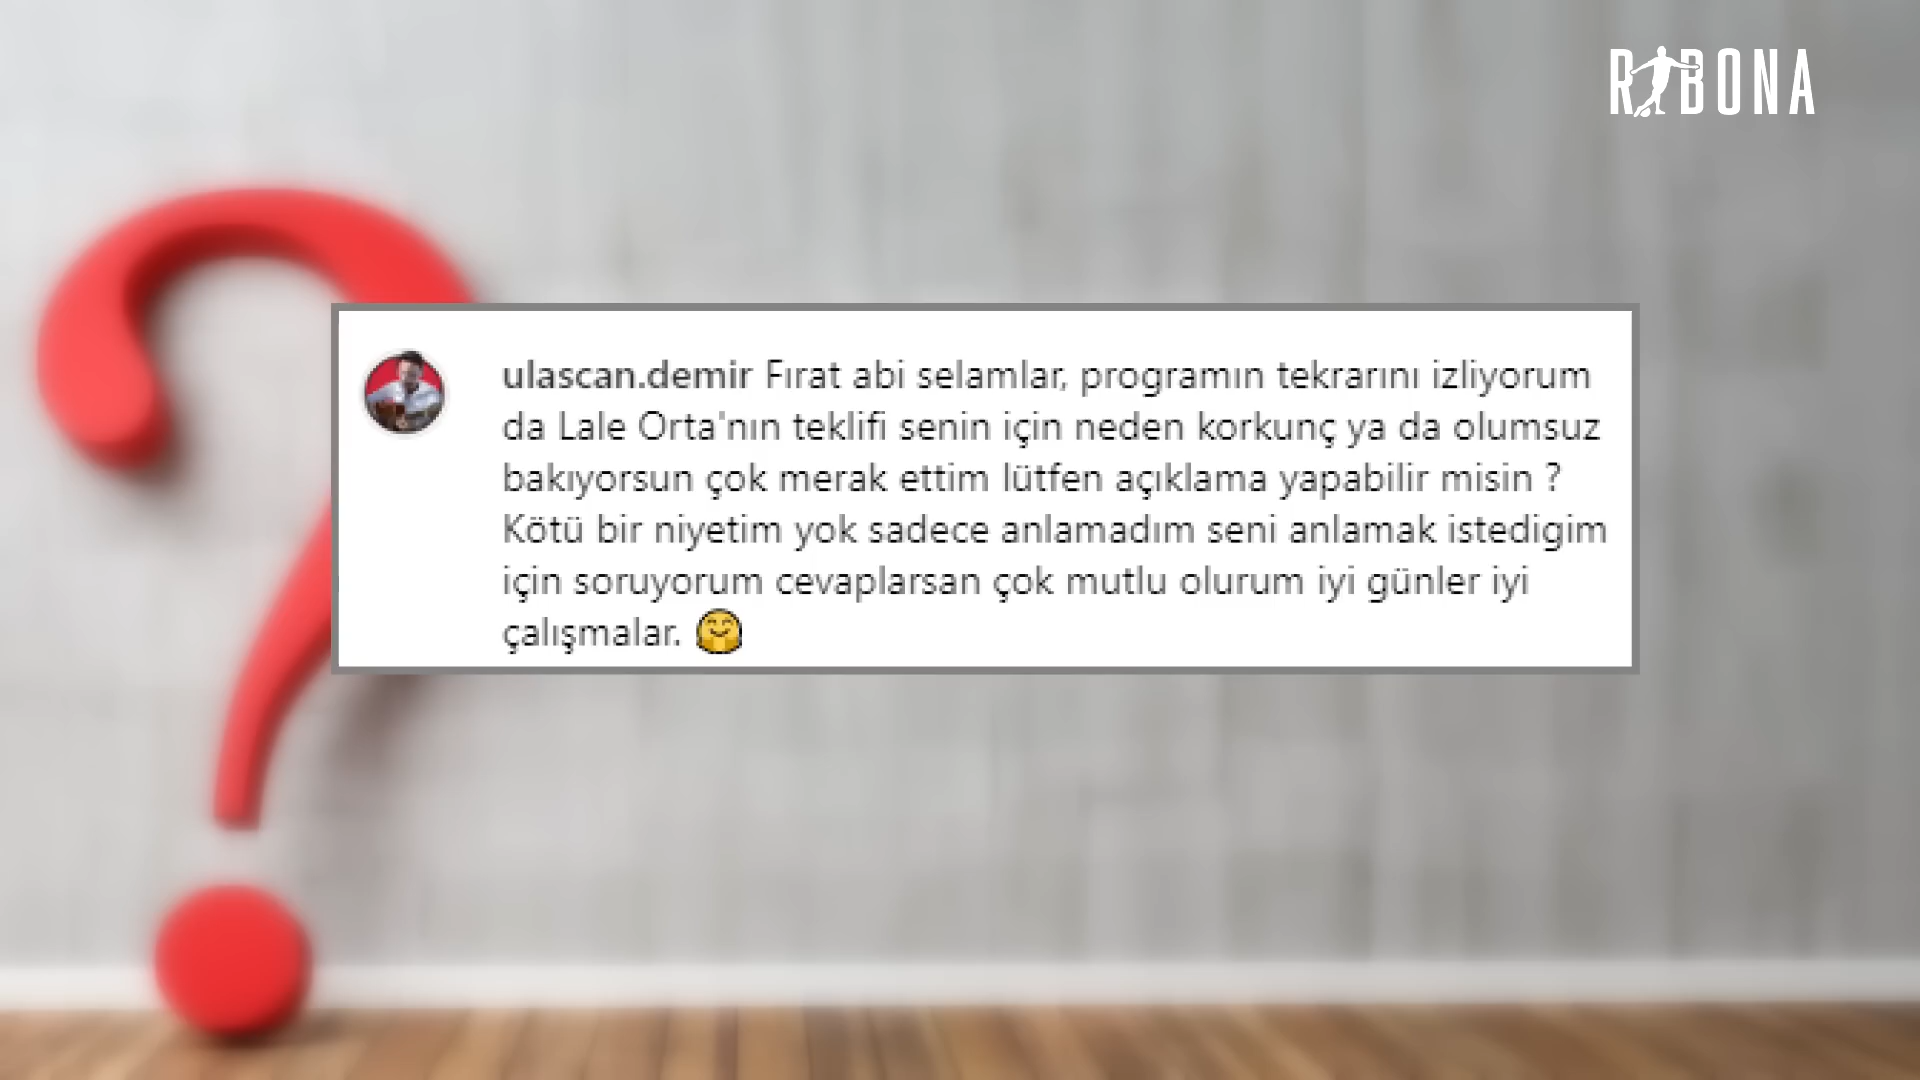 RABONA
ulascan.demir Fırat abi selamlar, programın tekrarını izliyorum
da Lale Orta'nın teklifi senin için neden korkunç ya da olumsuz
bakıyorsun çok merak ettim lütfen açıklama yapabilir misin ?
Kötü bir niyetim yok sadece anlamadım seni anlamak istedigim
için soruyorum cevaplarsan çok mutlu olurum iyi günler iyi
çalışmalar. 🤗